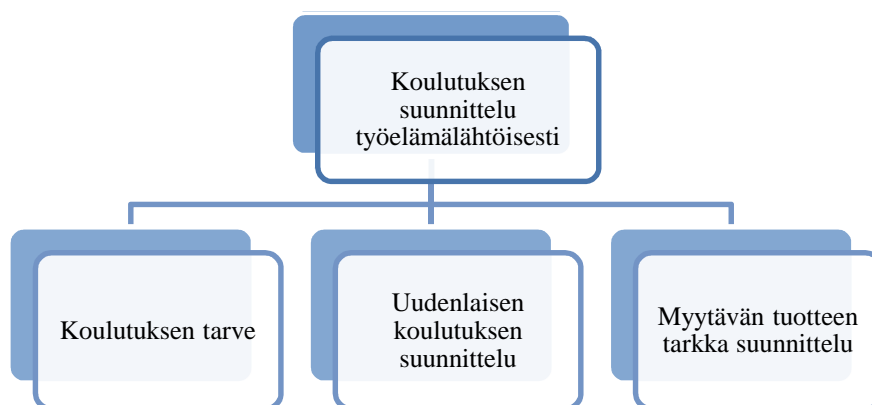 Koulutuksen
suunnittelu
työelämälähtöisesti
Koulutuksen tarve
Uudenlaisen
koulutuksen
suunnittelu
Myytävän tuotteen
tarkka suunnittelu